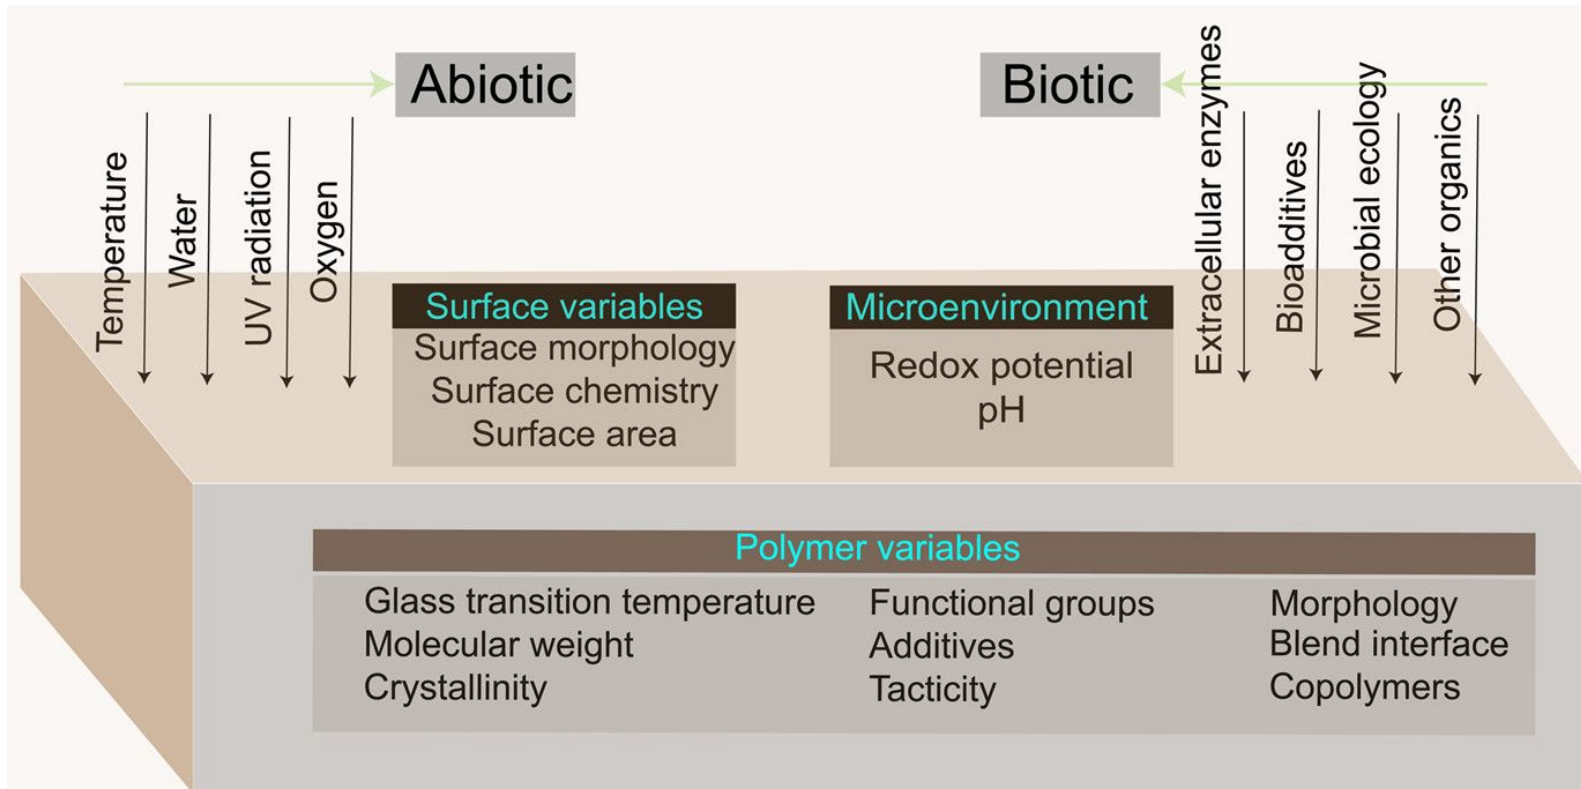 Abiotic
Biotic
Temperature
Water
UV radiation
Oxygen
Extracellular enzymes
Bioadditives
Microbial ecology
Other organics
Surface variables
Surface morphology
Surface chemistry
Surface area
Microenvironment
Redox potential
pH
Polymer variables
Glass transition temperature
Molecular weight
Crystallinity
Functional groups
Additives
Tacticity
Morphology
Blend interface
Copolymers